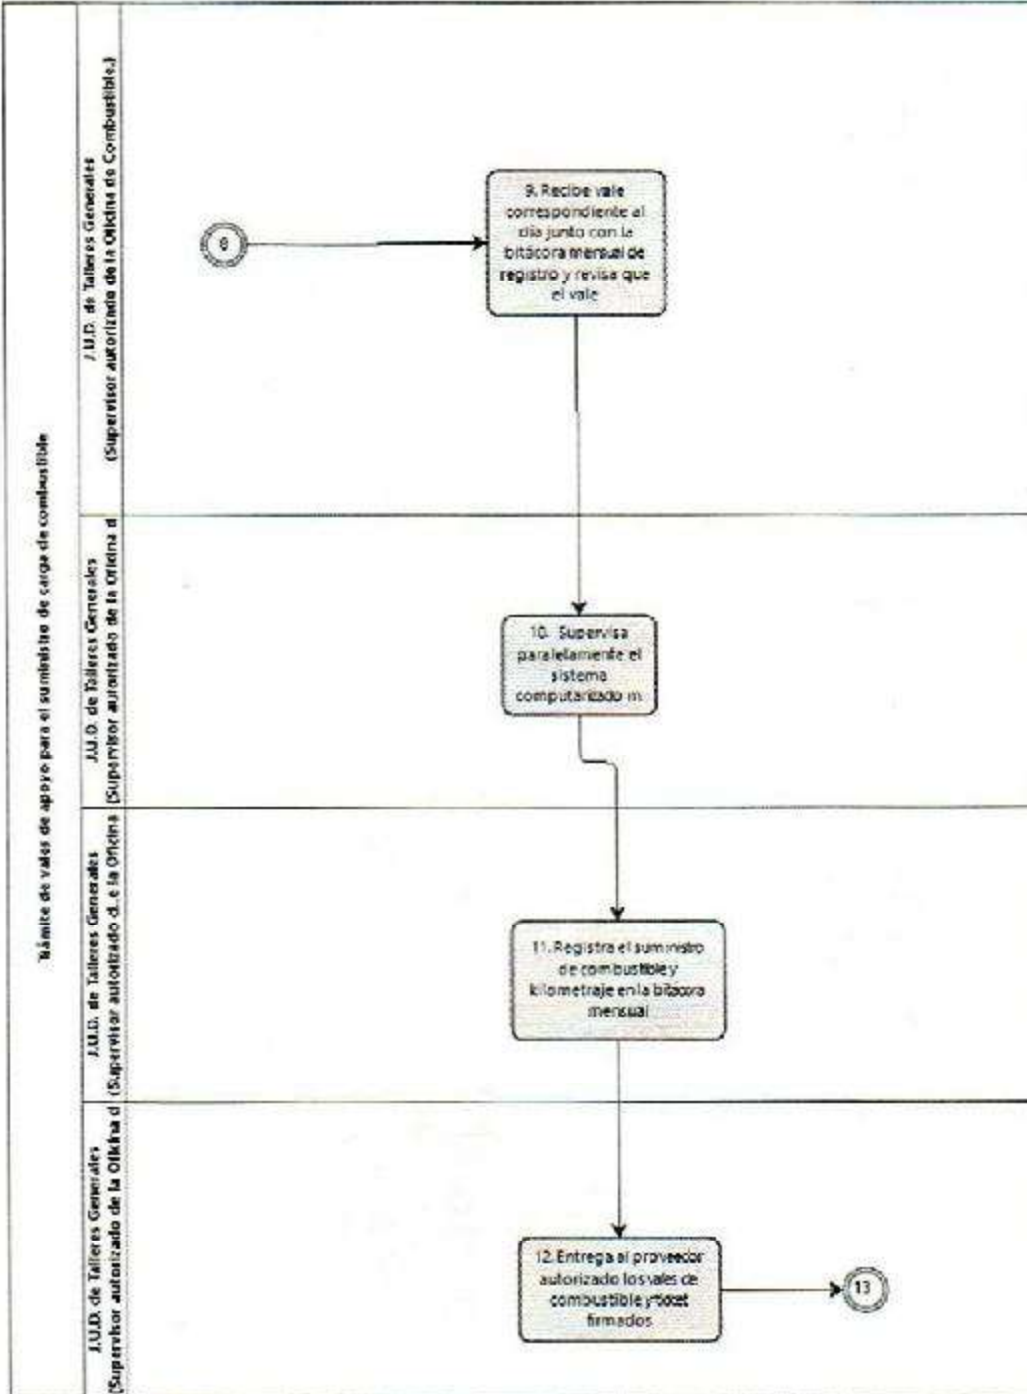 Trámite de vales de apoyo para el suministro de carga de combustible
J.U.D. de Talleres Generales
(Supervisor autorizado de la Oficina de Combustible.)
8
9. Recibe vale
correspondiente al
día junto con la
bitácora mensual de
registro y revisa que
el vale
J.U.D. de Talleres Generales
(Supervisor autorizado de la Oficina d
10. Supervisa
paralelamente el
sistema
computarizado m
J.U.D. de Talleres Generales
(Supervisor autorizado d..e la Oficina
11. Registra el suministro
de combustible y
kilometraje en la bitácora
mensual
J.U.D. de Talleres Generales
(Supervisor autorizado de la Oficina d
12. Entrega al proveedor
autorizado los vales de
combustible y ticket
firmados
13